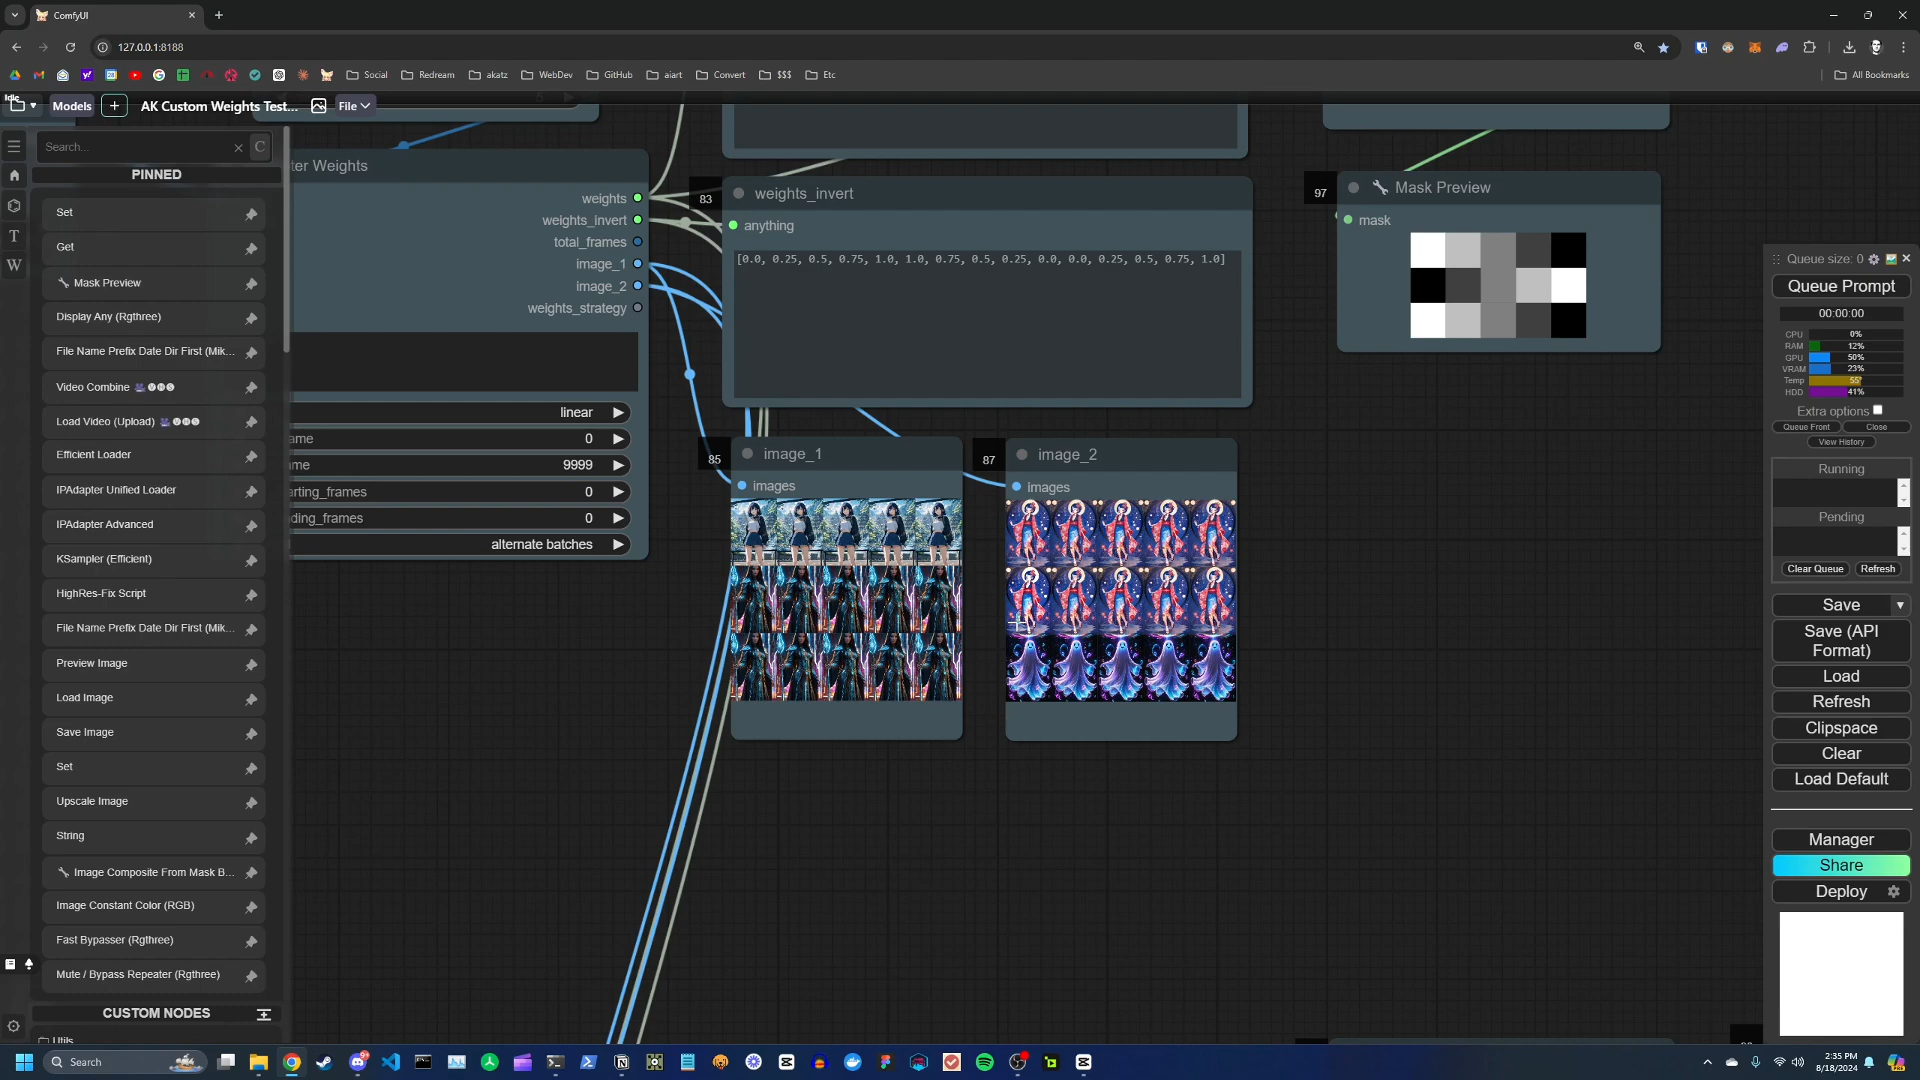 ComfyUI
127.0.0.1:8188
Social
Redream
akatz
WebDev
GitHub
aiart
Convert
$$$
Etc
All Bookmarks
Idle
Models
AK Custom Weights Test...
File
Search...
C
PINNED
Set
Get
Mask Preview
Display Any (Rgthree)
File Name Prefix Date Dir First (Mik...
Video Combine
Load Video (Upload)
Efficient Loader
IPAdapter Unified Loader
IPAdapter Advanced
KSampler (Efficient)
HighRes-Fix Script
File Name Prefix Date Dir First (Mik...
Preview Image
Load Image
Save Image
Set
Upscale Image
String
Image Composite From Mask B...
Image Constant Color (RGB)
Fast Bypasser (Rgthree)
Mute / Bypass Repeater (Rgthree)
CUSTOM NODES
Utils
T
W
ter Weights
weights
weights_invert
total_frames
image_1
image_2
weights_strategy
linear
ame 0
me 9999
arting_frames 0
ding_frames 0
alternate batches
83
weights_invert
anything
[0.0, 0.25, 0.5, 0.75, 1.0, 1.0, 0.75, 0.5, 0.25, 0.0, 0.0, 0.25, 0.5, 0.75, 1.0]
85
image_1
images
87
image_2
images
97
Mask Preview
mask
Queue size: 0
Queue Prompt
00:00:00
CPU 0%
RAM 12%
GPU 50%
VRAM 23%
Temp 55°
HDD 41%
Extra options
Queue Front
Close
View History
Running
Pending
Clear Queue
Refresh
Save
Save (API Format)
Load
Refresh
Clipspace
Clear
Load Default
Manager
Share
Deploy
Search
2:35 PM
8/18/2024